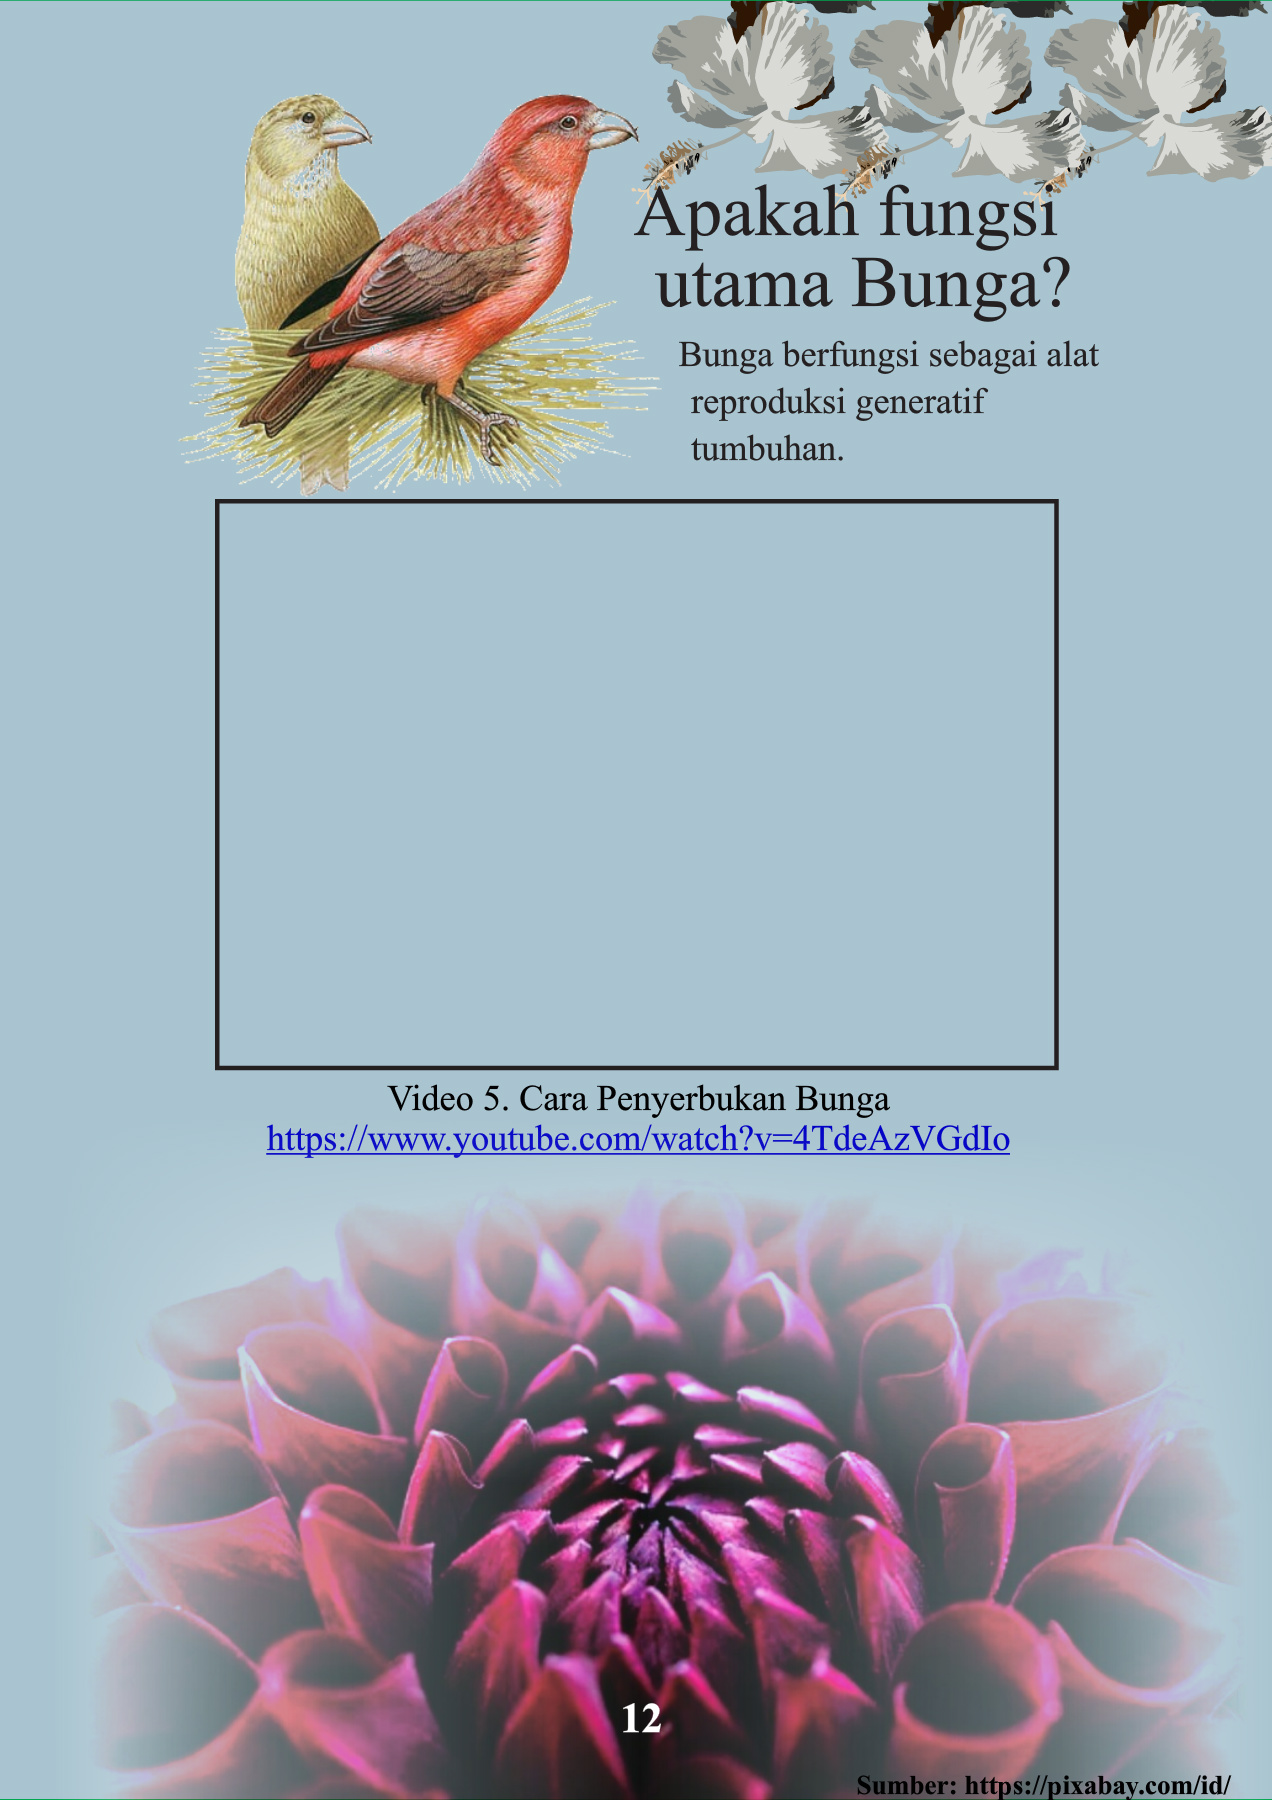 Apakah fungsi
utama Bunga?
Bunga berfungsi sebagai alat
reproduksi generatif
tumbuhan.
Video 5. Cara Penyerbukan Bunga
https://www.youtube.com/watch?v=4TdeAzVGdIo
12
Sumber: https://pixabay.com/id/